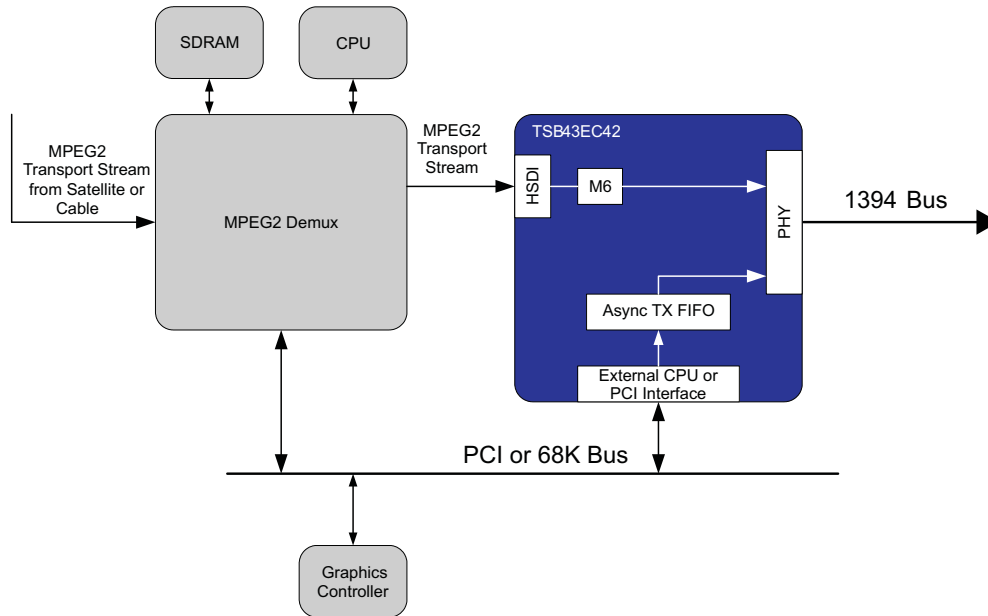 SDRAM
CPU
MPEG2
Transport Stream
from Satellite or
Cable
MPEG2 Demux
MPEG2
Transport
Stream
TSB43EC42
HSDI
M6
PHY
1394 Bus
Async TX FIFO
External CPU or
PCI Interface
PCI or 68K Bus
Graphics
Controller